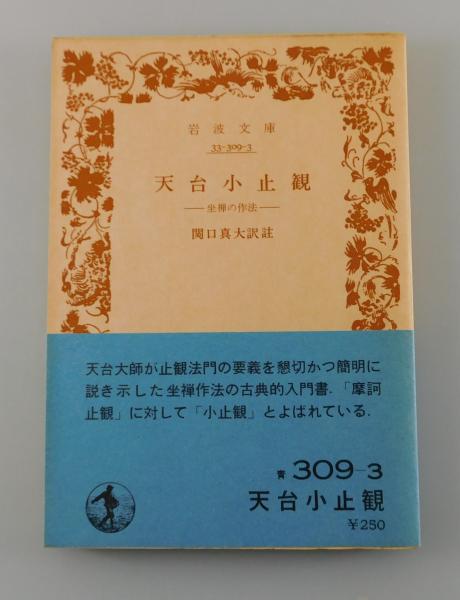 岩波文庫
33-309-3
天台小止観
―坐禅の作法―
関口真大訳註
天台大師が止観法門の要義を懇切かつ簡明に
説き示した坐禅作法の古典的入門書.「摩訶
止観」に対して「小止観」とよばれている.
青 309-3
天台小止観
¥250